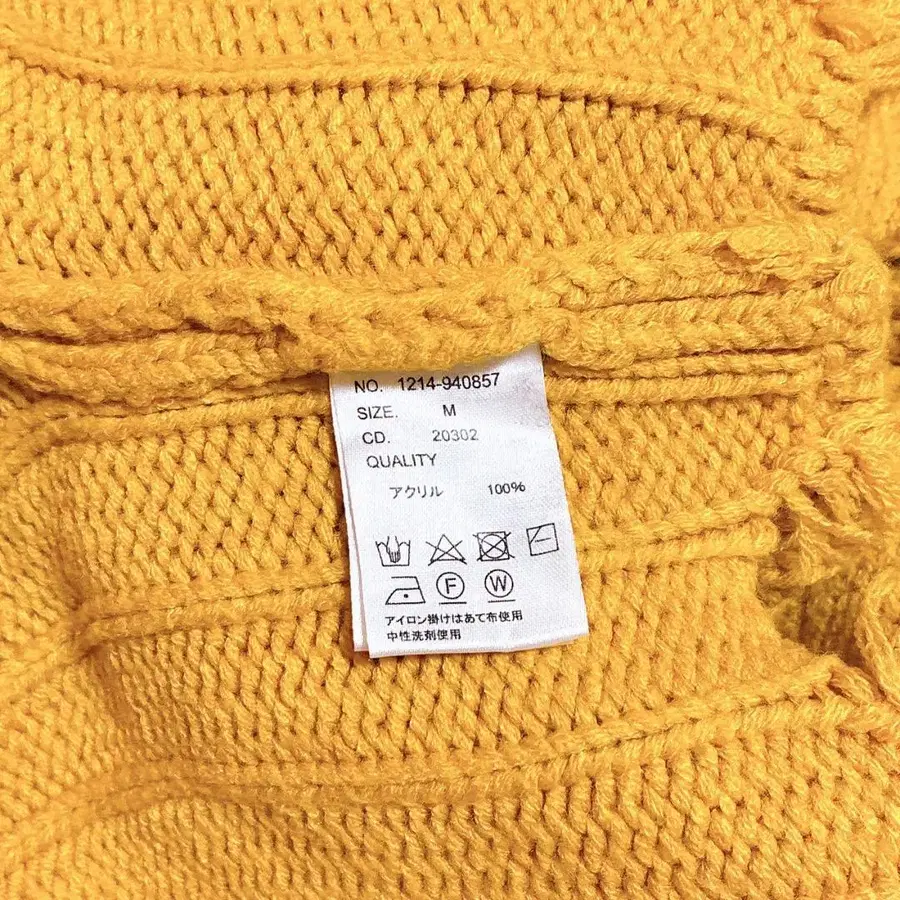 NO. 1214-940857
SIZE. M
CD. 20302
QUALITY
アクリル 100%
F W
アイロン掛けはあて布使用
中性洗剤使用